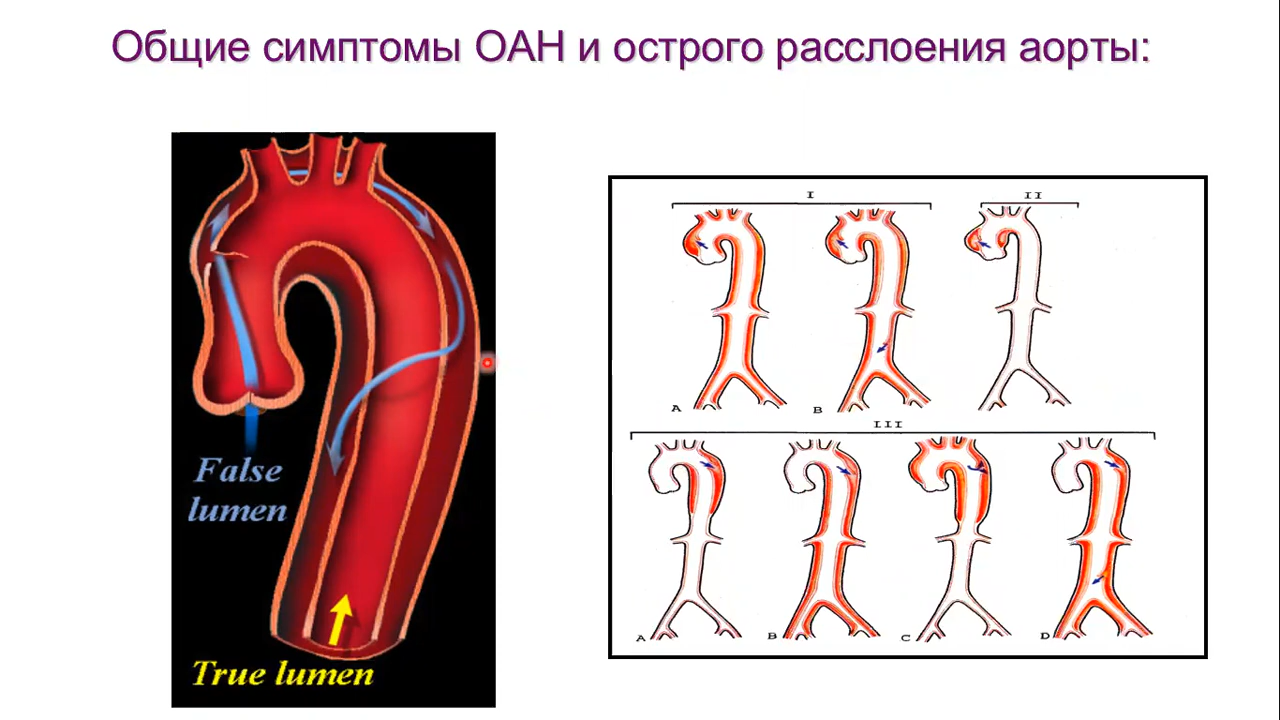 Общие симптомы ОАН и острого расслоения аорты:
False
lumen
True lumen
I
II
A
B
III
A
B
C
D